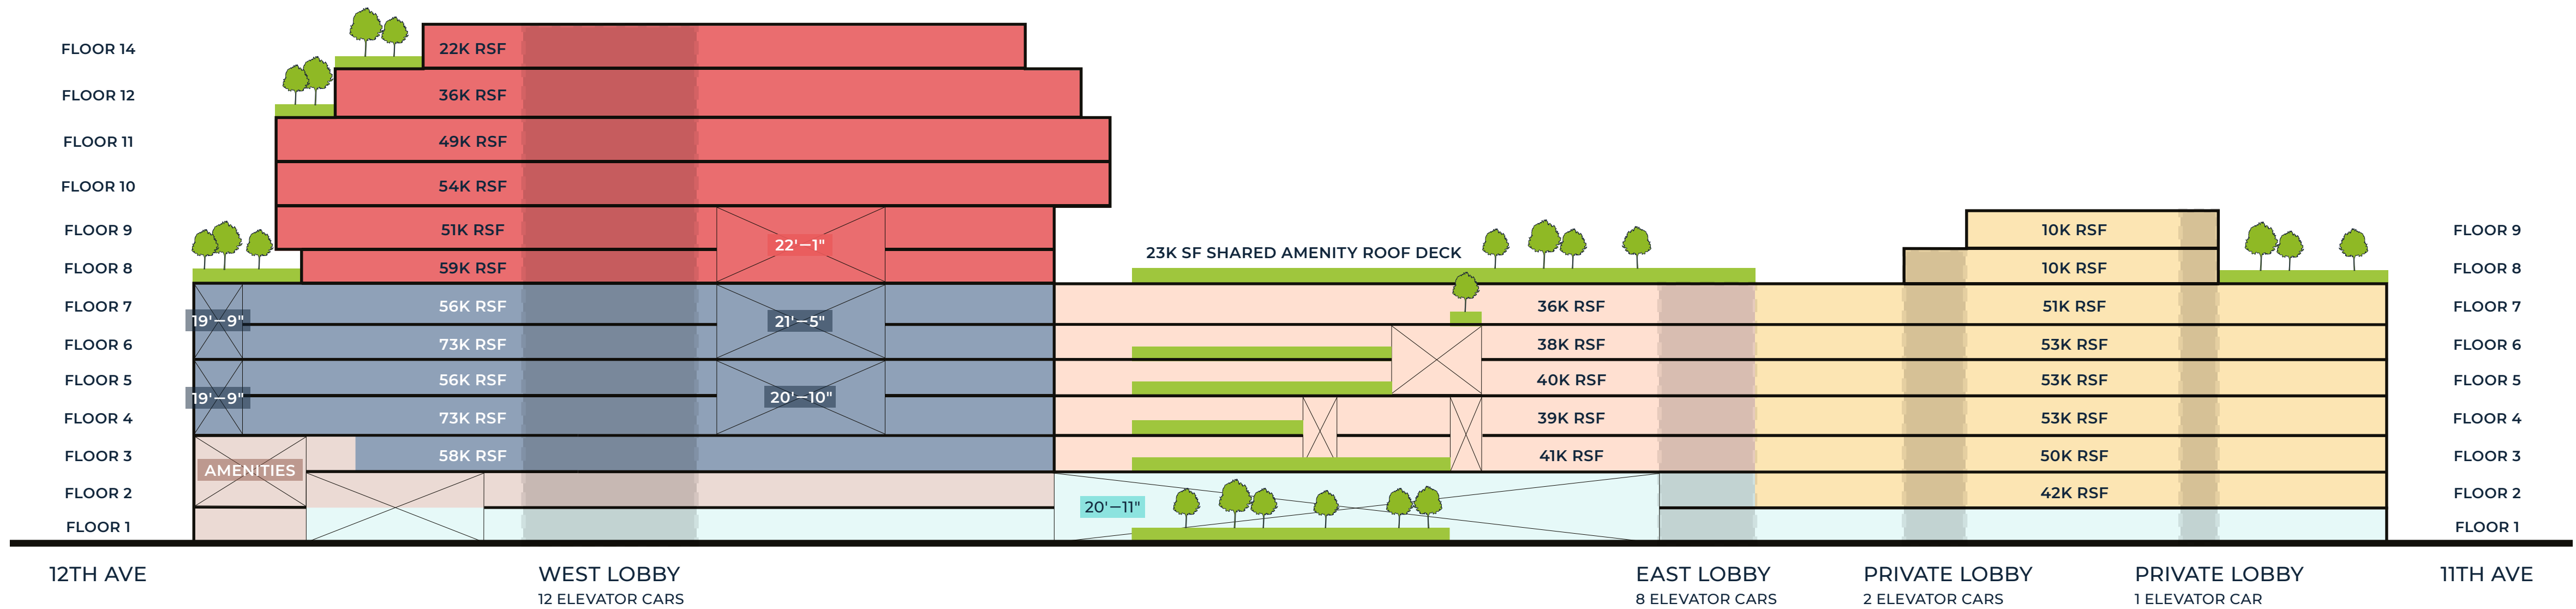 FLOOR 14
22K RSF
FLOOR 12
36K RSF
FLOOR 11
49K RSF
FLOOR 10
54K RSF
FLOOR 9
51K RSF
10K RSF
FLOOR 9
22'–1"
23K SF SHARED AMENITY ROOF DECK
FLOOR 8
59K RSF
10K RSF
FLOOR 8
FLOOR 7
56K RSF
36K RSF
51K RSF
FLOOR 7
19'–9"
21'–5"
FLOOR 6
73K RSF
38K RSF
53K RSF
FLOOR 6
FLOOR 5
56K RSF
40K RSF
53K RSF
FLOOR 5
19'–9"
20'–10"
FLOOR 4
73K RSF
39K RSF
53K RSF
FLOOR 4
FLOOR 3
58K RSF
41K RSF
50K RSF
FLOOR 3
AMENITIES
FLOOR 2
42K RSF
FLOOR 2
20'–11"
FLOOR 1
FLOOR 1
12TH AVE
WEST LOBBY
12 ELEVATOR CARS
EAST LOBBY
8 ELEVATOR CARS
PRIVATE LOBBY
2 ELEVATOR CARS
PRIVATE LOBBY
1 ELEVATOR CAR
11TH AVE